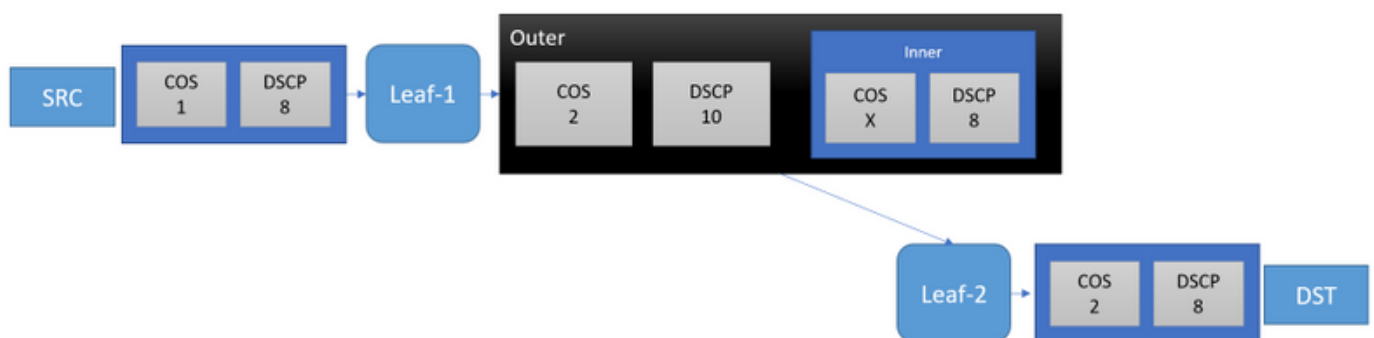 SRC
COS
1
DSCP
8
Leaf-1
Outer
COS
2
DSCP
10
Inner
COS
X
DSCP
8
Leaf-2
COS
2
DSCP
8
DST